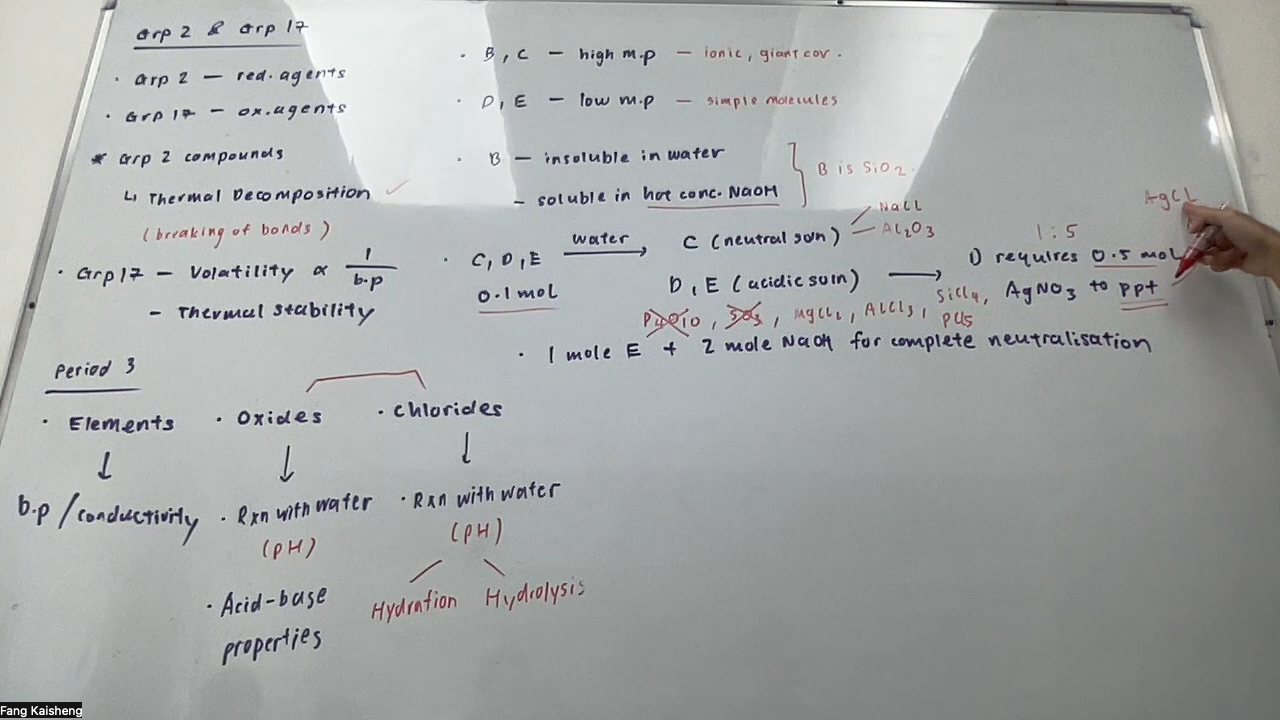 Grp 2 & Grp 17
· Grp 2 — red. agents
· Grp 17 — ox. agents
* Grp 2 compounds
↳ Thermal Decomposition ✓
(breaking of bonds)
· Grp 17 — Volatility ∝ 1/b.p
— Thermal stability
Period 3
· Elements · Oxides · Chlorides
↓ ↓ ↓
b.p / conductivity · Rxn with water · Rxn with water
(pH) (pH)
· Acid-base properties
Hydration Hydrolysis
· B, C — high m.p — ionic, giant cov.
· D, E — low m.p — simple molecules
· B — insoluble in water
— soluble in hot conc. NaOH } B is SiO2.
· C, D, E water → C (neutral soln) NaCl
Al2O3
0.1 mol D, E (acidic soln) → D requires 0.5 mol
AgNO3 to ppt
1 : 5
AgCl
P4O10, SO3, MgCl2, AlCl3, SiCl4,
PCl5
· 1 mole E + 2 mole NaOH for complete neutralisation
Fang Kaisheng